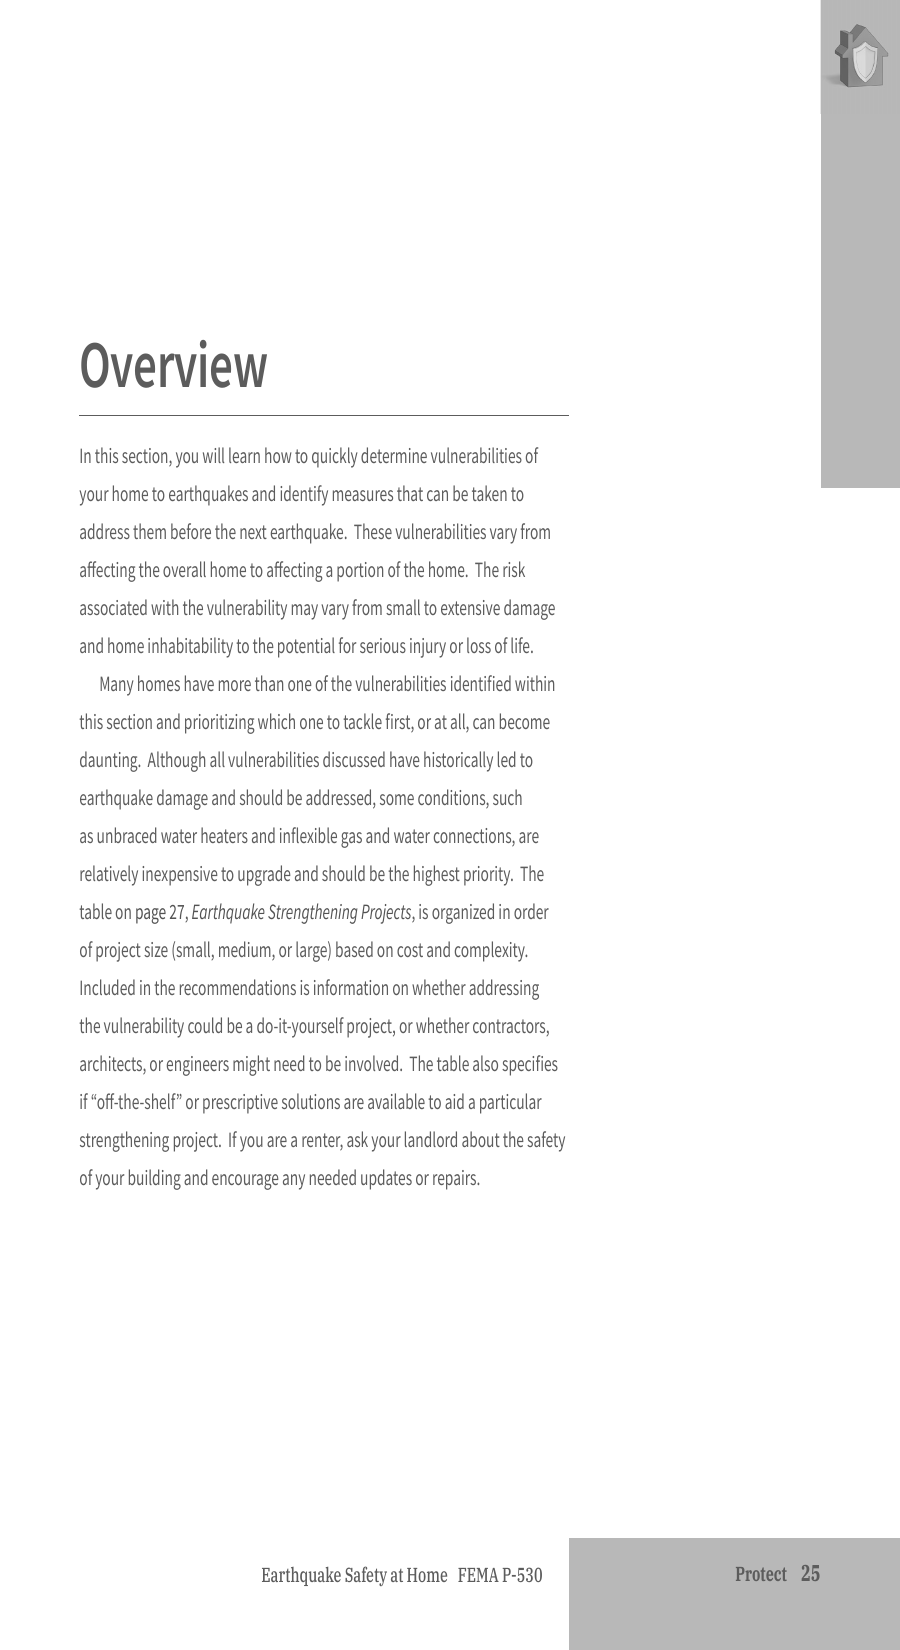 Overview
In this section, you will learn how to quickly determine vulnerabilities of
your home to earthquakes and identify measures that can be taken to
address them before the next earthquake.  These vulnerabilities vary from
affecting the overall home to affecting a portion of the home.  The risk
associated with the vulnerability may vary from small to extensive damage
and home inhabitability to the potential for serious injury or loss of life.
Many homes have more than one of the vulnerabilities identified within
this section and prioritizing which one to tackle first, or at all, can become
daunting.  Although all vulnerabilities discussed have historically led to
earthquake damage and should be addressed, some conditions, such
as unbraced water heaters and inflexible gas and water connections, are
relatively inexpensive to upgrade and should be the highest priority.  The
table on page 27, Earthquake Strengthening Projects, is organized in order
of project size (small, medium, or large) based on cost and complexity.
Included in the recommendations is information on whether addressing
the vulnerability could be a do-it-yourself project, or whether contractors,
architects, or engineers might need to be involved.  The table also specifies
if “off-the-shelf” or prescriptive solutions are available to aid a particular
strengthening project.  If you are a renter, ask your landlord about the safety
of your building and encourage any needed updates or repairs.
Earthquake Safety at Home FEMA P-530
Protect 25